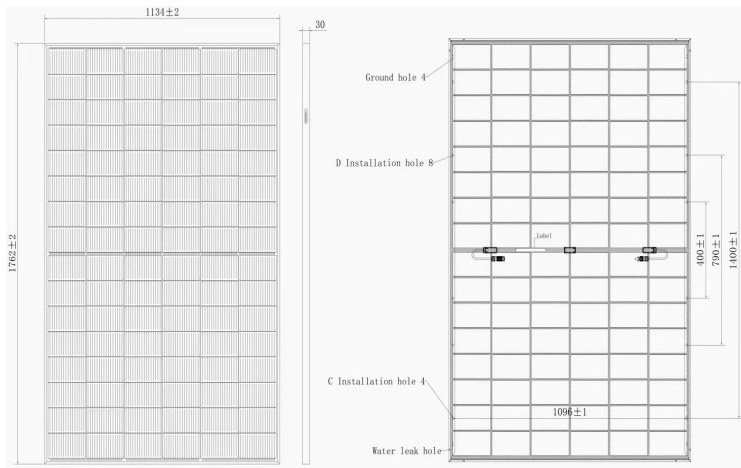 1134±2
30
1762±2
Ground hole 4
D Installation hole 8
Label
400±1
790±1
1400±1
C Installation hole 4
1096±1
Water leak hole